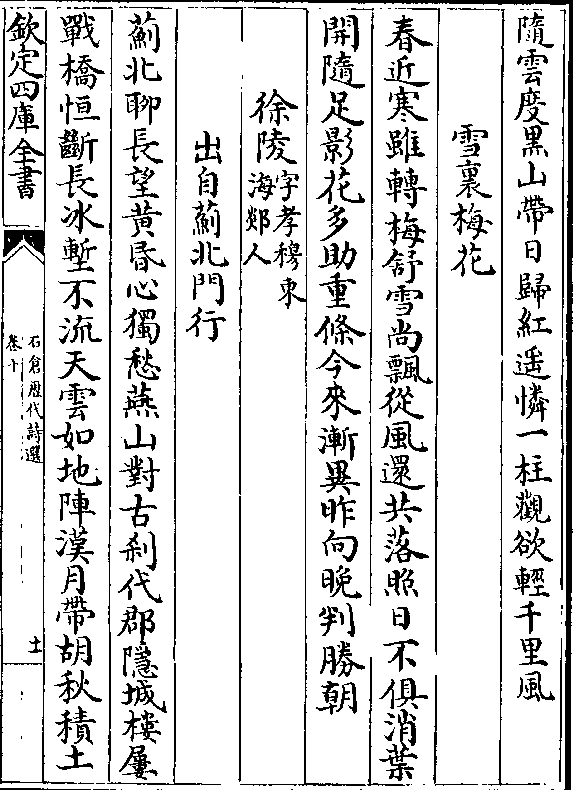 隨雲度黒山帶日歸紅遥憐一柱觀欲輕千里風
雪裏梅花
春近寒雖轉梅舒雪尚飄從風還共落照日不俱消葉
開隨足影花多助重條今來漸異昨向晚判勝朝
徐陵字孝穆東
海郯人
出自薊北門行
薊北聊長望黄昏心獨愁燕山對古刹代郡隱城樓屢
戰橋恒斷長冰塹不流天雲如地陣漢月帶胡秋積土
欽定四庫全書
石倉歴代詩選
卷十
士